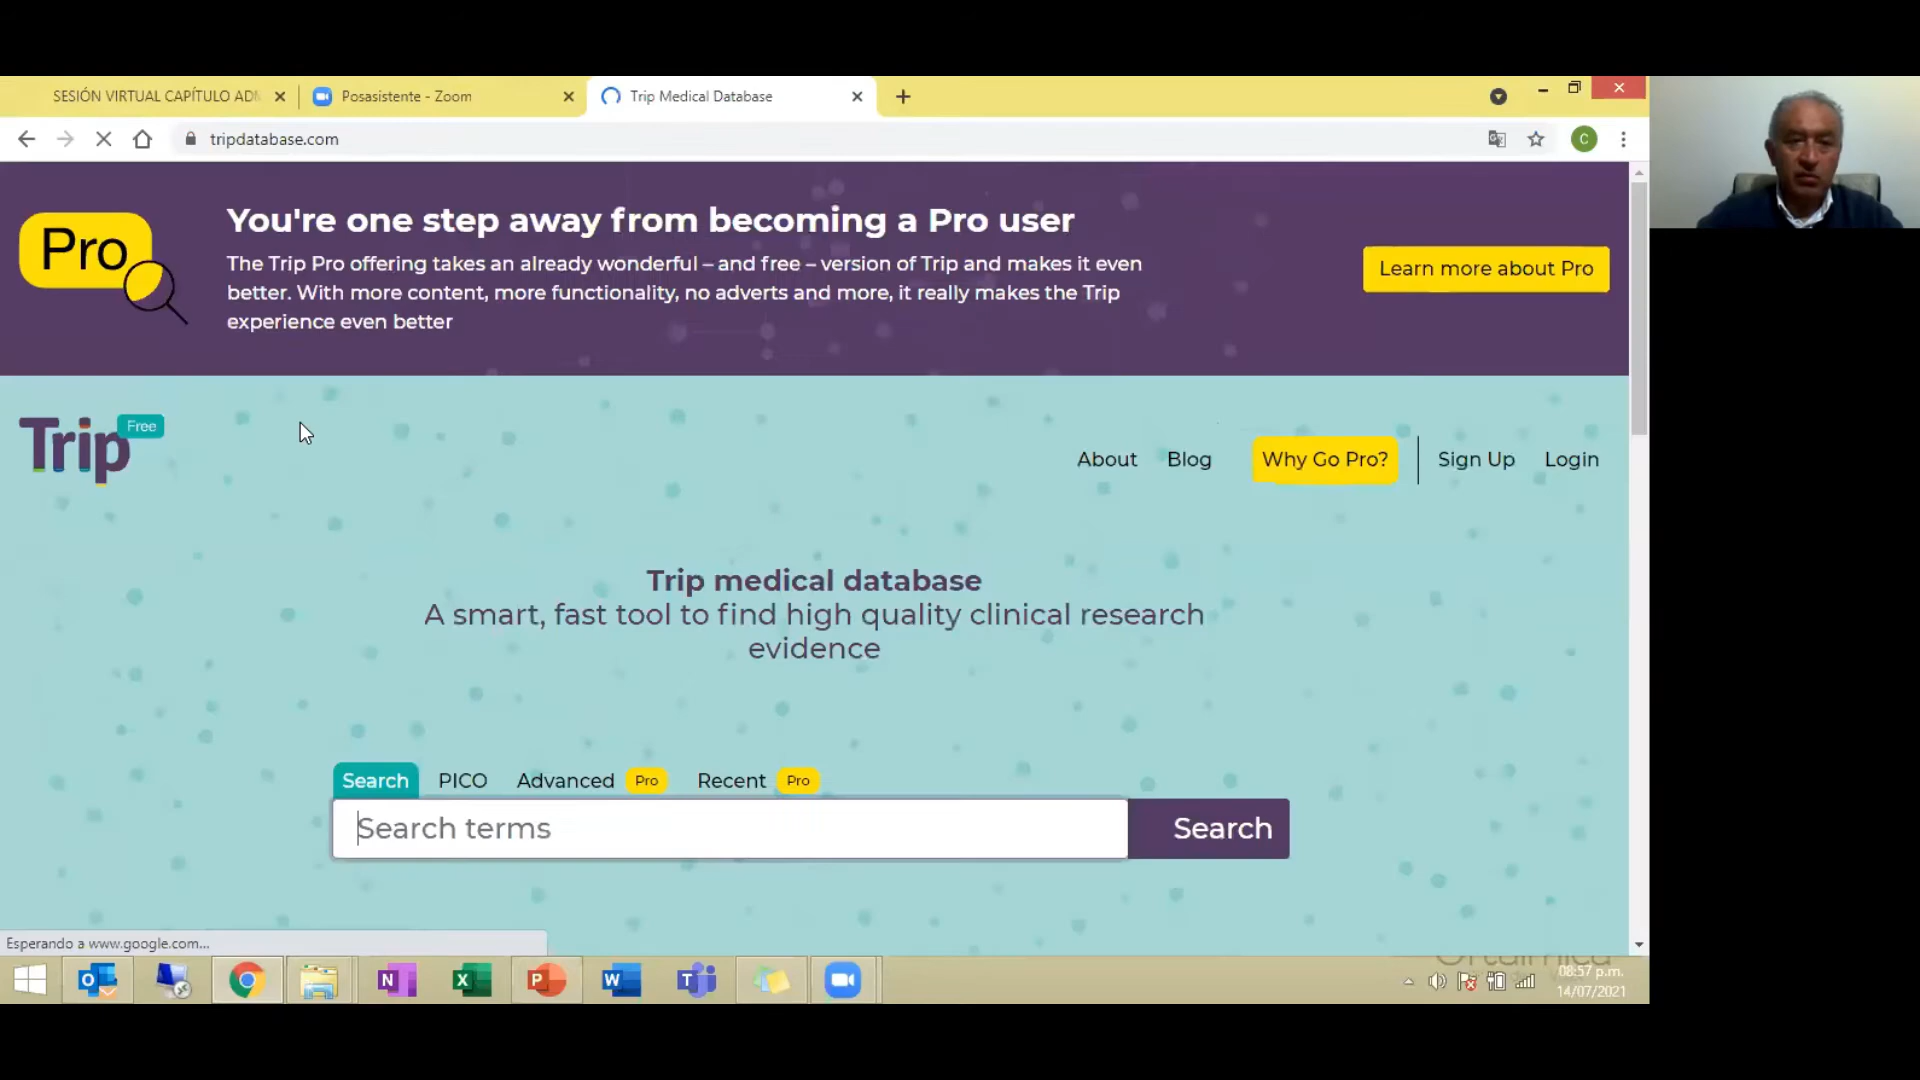 SESIÓN VIRTUAL CAPÍTULO ADM
Posasistente - Zoom
Trip Medical Database
tripdatabase.com
C
Pro
You're one step away from becoming a Pro user
The Trip Pro offering takes an already wonderful – and free – version of Trip and makes it even
better. With more content, more functionality, no adverts and more, it really makes the Trip
experience even better
Learn more about Pro
Trip Free
About Blog Why Go Pro? Sign Up Login
Trip medical database
A smart, fast tool to find high quality clinical research
evidence
Search PICO Advanced Pro Recent Pro
Search terms
Search
Esperando a www.google.com...
08:57 p.m.
14/07/2021